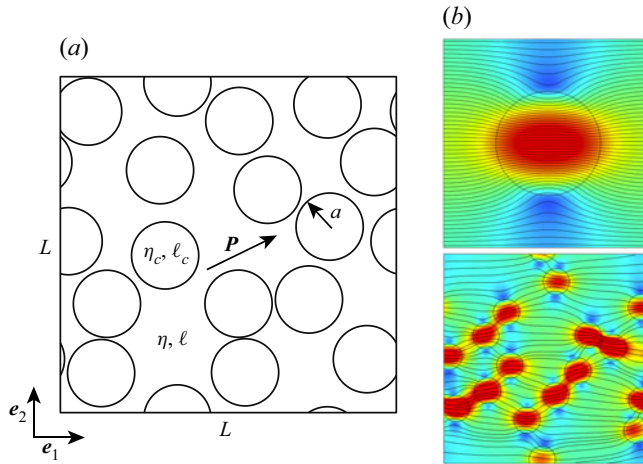 (a)
(b)
a
P
L
η_c, ℓ_c
η, ℓ
e_2
e_1
L